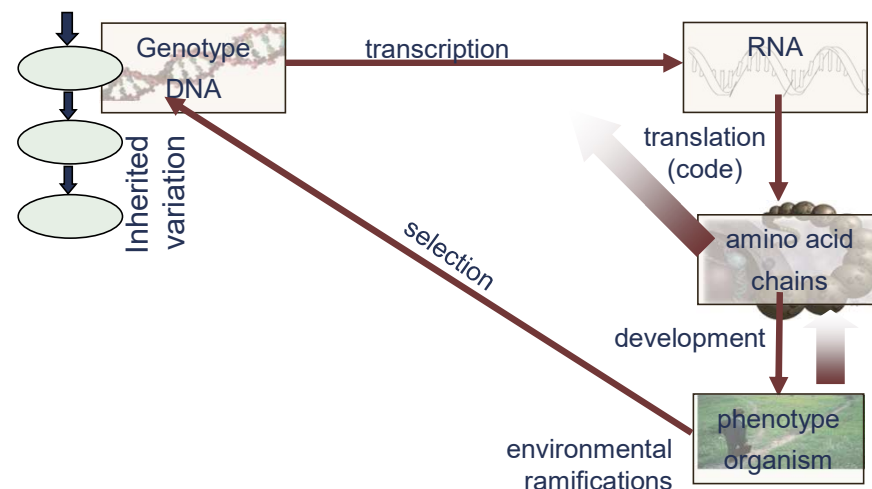 Genotype
DNA
transcription
RNA
translation
(code)
Inherited
variation
selection
amino acid
chains
development
phenotype
organism
environmental
ramifications